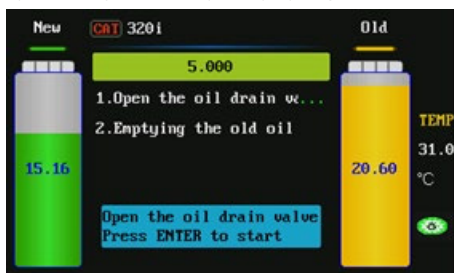 New CAT 320i Old
5.000
1.Open the oil drain v...
2.Emptying the old oil
TEMP
31.0
15.16 20.60 °C
Open the oil drain valve
Press ENTER to start